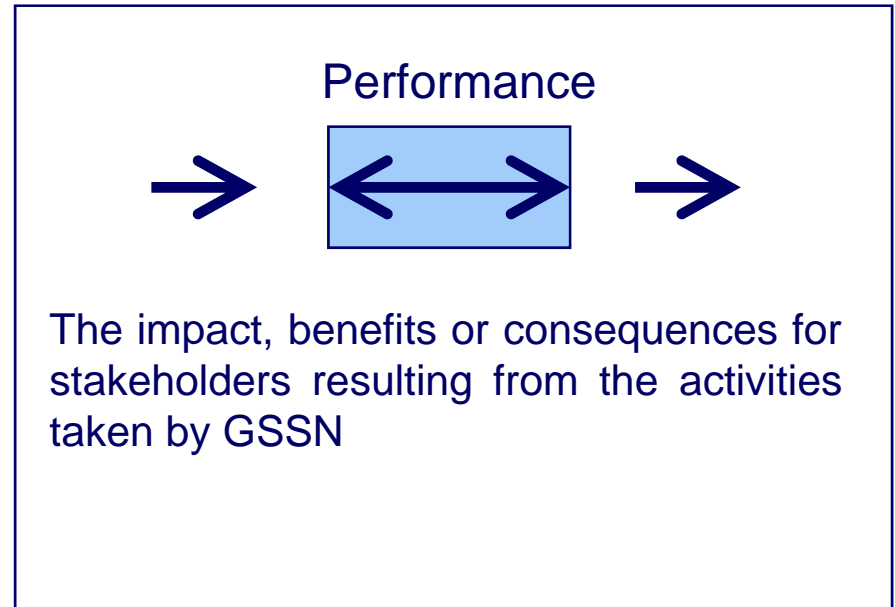 Performance
The impact, benefits or consequences for
stakeholders resulting from the activities
taken by GSSN